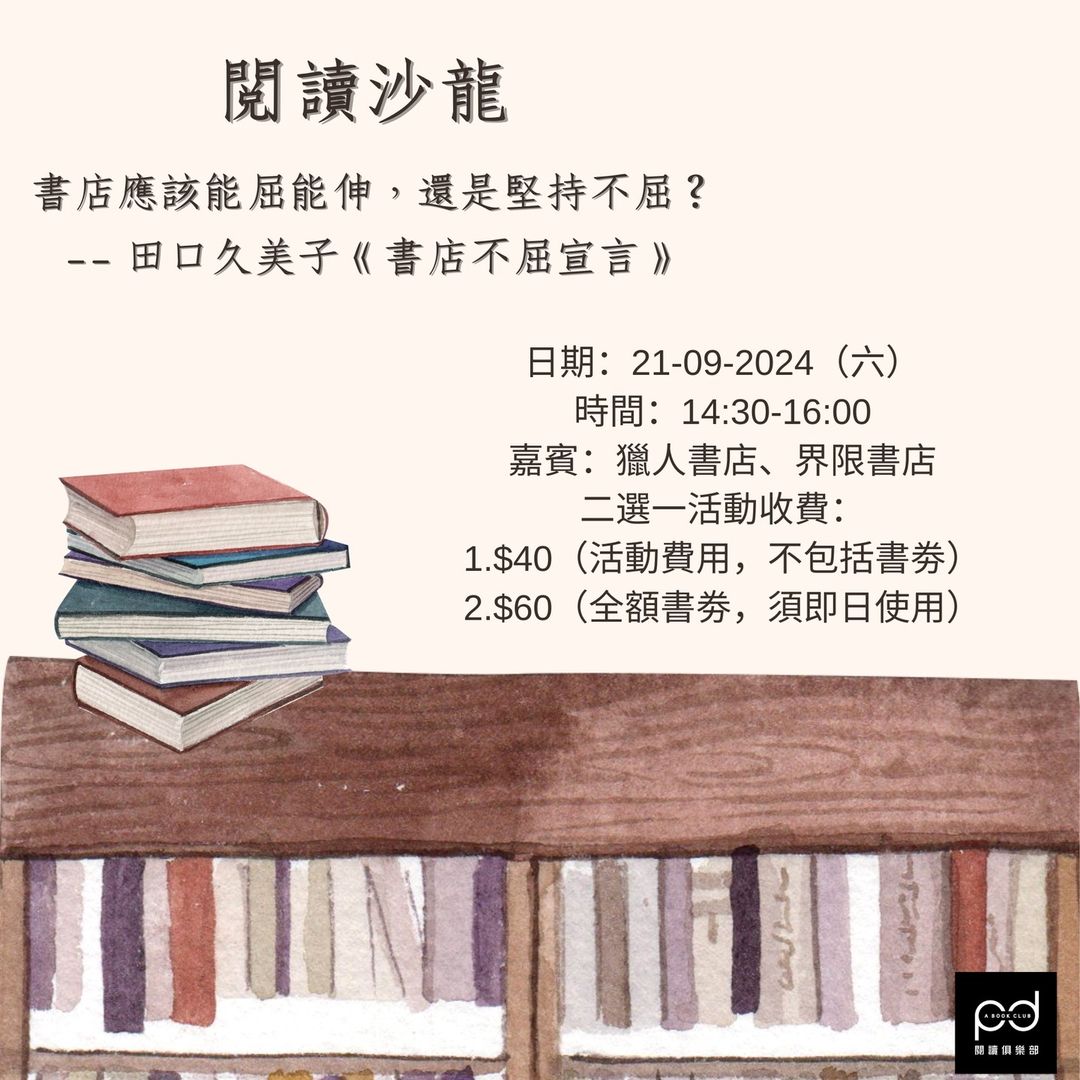 閱讀沙龍
書店應該能屈能伸，還是堅持不屈？
-- 田口久美子《書店不屈宣言》
日期：21-09-2024（六）
時間：14:30-16:00
嘉賓：獵人書店、界限書店
二選一活動收費：
1.$40（活動費用，不包括書券）
2.$60（全額書券，須即日使用）
pd
A BOOK CLUB
閱讀俱樂部